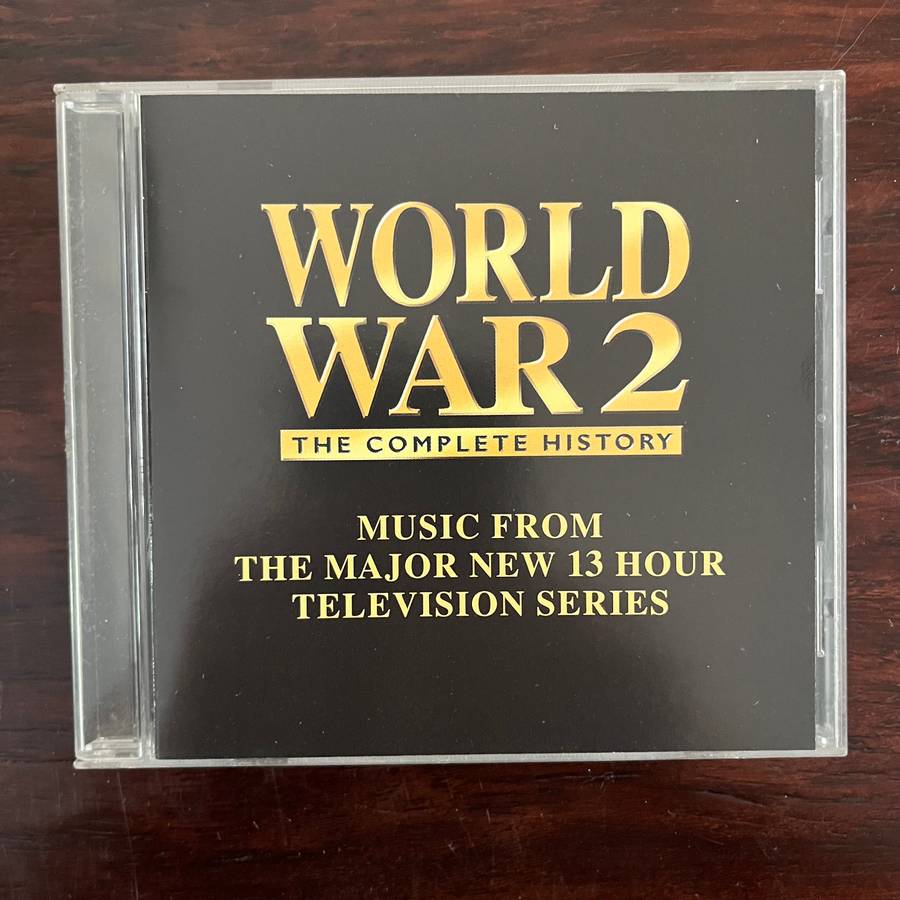 WORLD
WAR 2
THE COMPLETE HISTORY
MUSIC FROM
THE MAJOR NEW 13 HOUR
TELEVISION SERIES